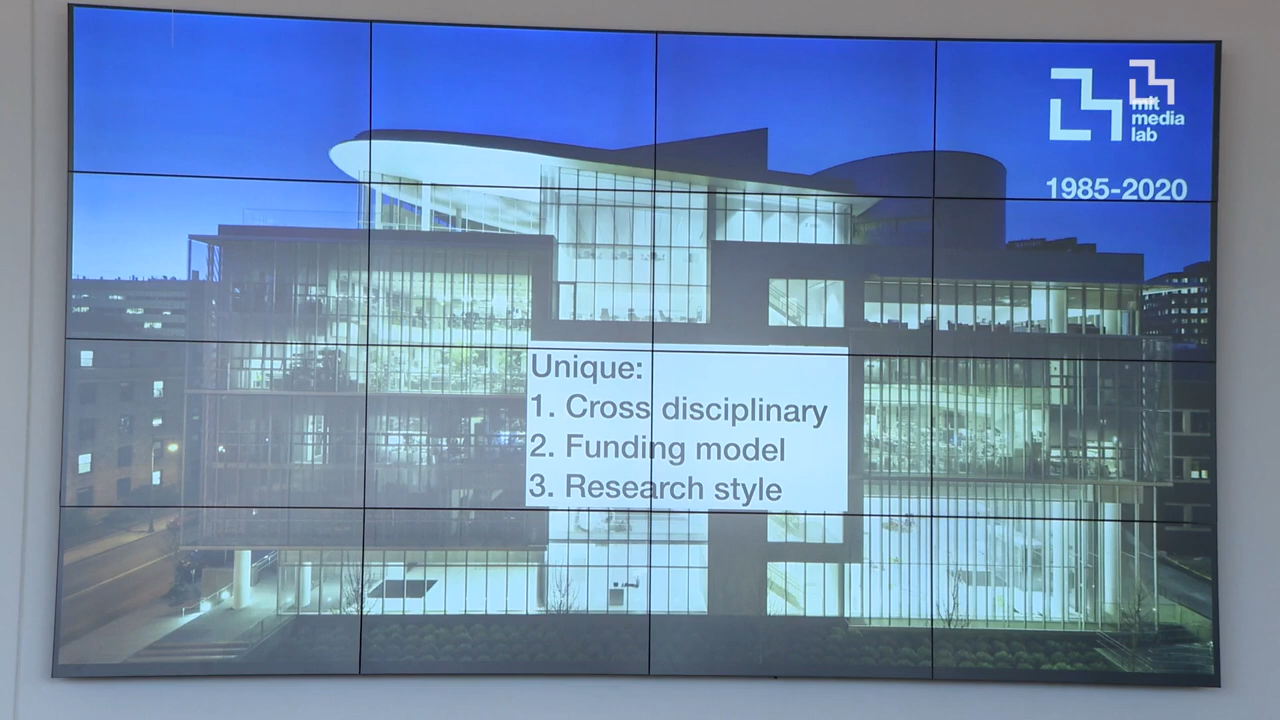 mit
media
lab
1985-2020
Unique:
1. Cross disciplinary
2. Funding model
3. Research style